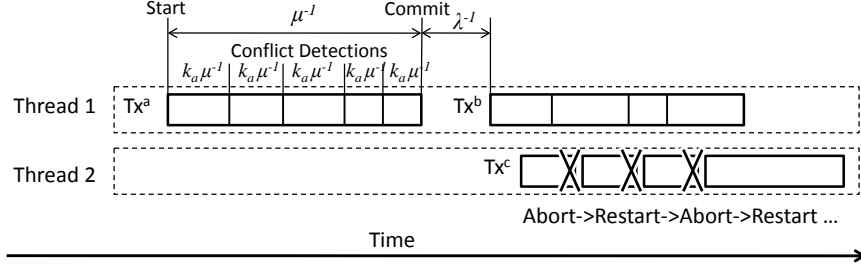 Start
μ⁻¹
Commit
λ⁻¹
Conflict Detections
kₐμ⁻¹ kₐμ⁻¹ kₐμ⁻¹ kₐμ⁻¹ kₐμ⁻¹
Thread 1 Txᵃ Txᵇ
Thread 2 Txᶜ
Abort->Restart->Abort->Restart ...
Time